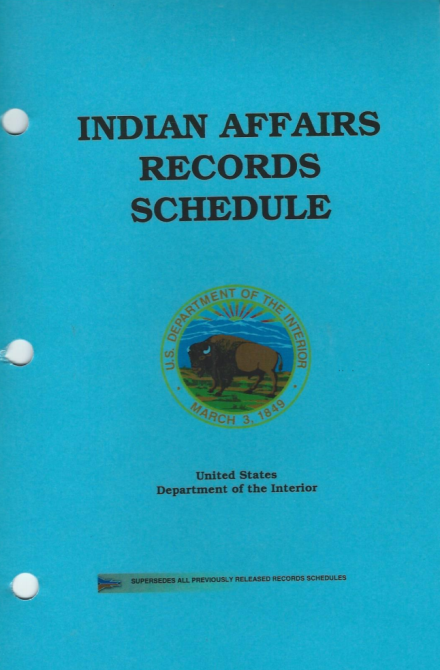 INDIAN AFFAIRS
RECORDS
SCHEDULE
U.S. DEPARTMENT OF THE INTERIOR
MARCH 3, 1849
United States
Department of the Interior
SUPERSEDES ALL PREVIOUSLY RELEASED RECORDS SCHEDULES